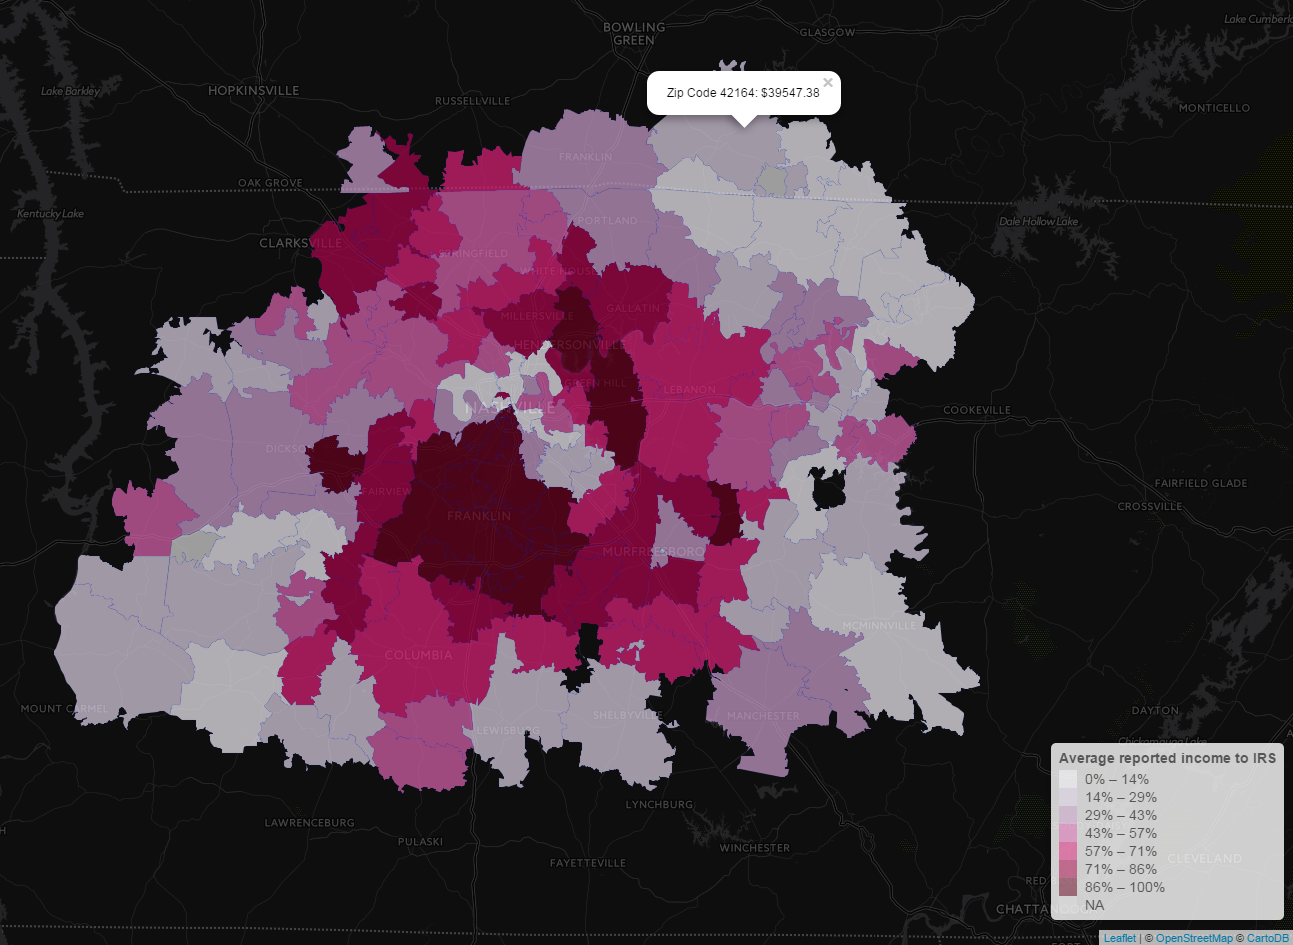 Lake Cumberl
BOWLING
GREEN
GLASGOW
Lake Barkley
HOPKINSVILLE
RUSSELLVILLE
×
Zip Code 42164: $39547.38
MONTICELLO
FRANKLIN
OAK GROVE
Kentucky Lake
PORTLAND
Dale Hollow Lake
CLARKSVILLE
SPRINGFIELD
WHITE HOUSE
GALLATIN
MILLERSVILLE
HENDERSONVILLE
GREEN HILL
LEBANON
NASHVILLE
COOKEVILLE
DICKSO
FAIRFIELD GLADE
FAIRVIEW
CROSSVILLE
FRANKLIN
MURFREESBORO
MCMINNVILLE
COLUMBIA
MOUNT CARMEL
SHELBYVILLE
MANCHESTER
DAYTON
LEWISBURG
Chickamauga Lake
Average reported income to IRS
0% – 14%
14% – 29%
29% – 43%
43% – 57%
57% – 71%
71% – 86%
86% – 100%
NA
LYNCHBURG
LAWRENCEBURG
PULASKI
WINCHESTER
FAYETTEVILLE
CLEVELAND
RED
CHATTANOOGA
Leaflet | © OpenStreetMap © CartoDB